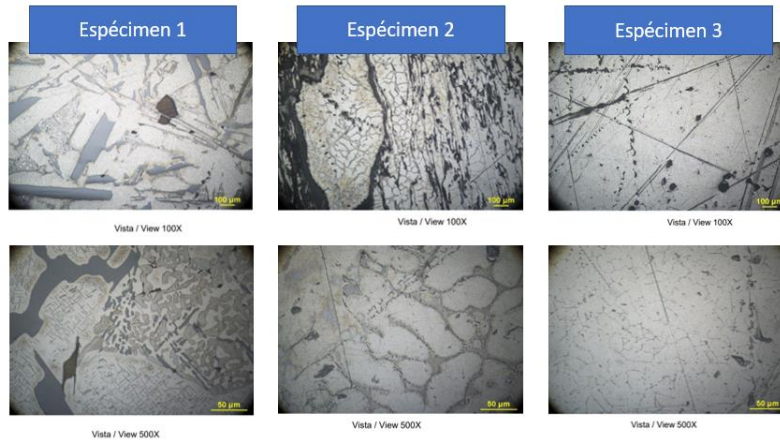 Espécimen 1
Espécimen 2
Espécimen 3
100 µm
100 µm
100 µm
Vista / View 100X
Vista / View 100X
Vista / View 100X
50 µm
50 µm
50 µm
Vista / View 500X
Vista / View 500X
Vista / View 500X